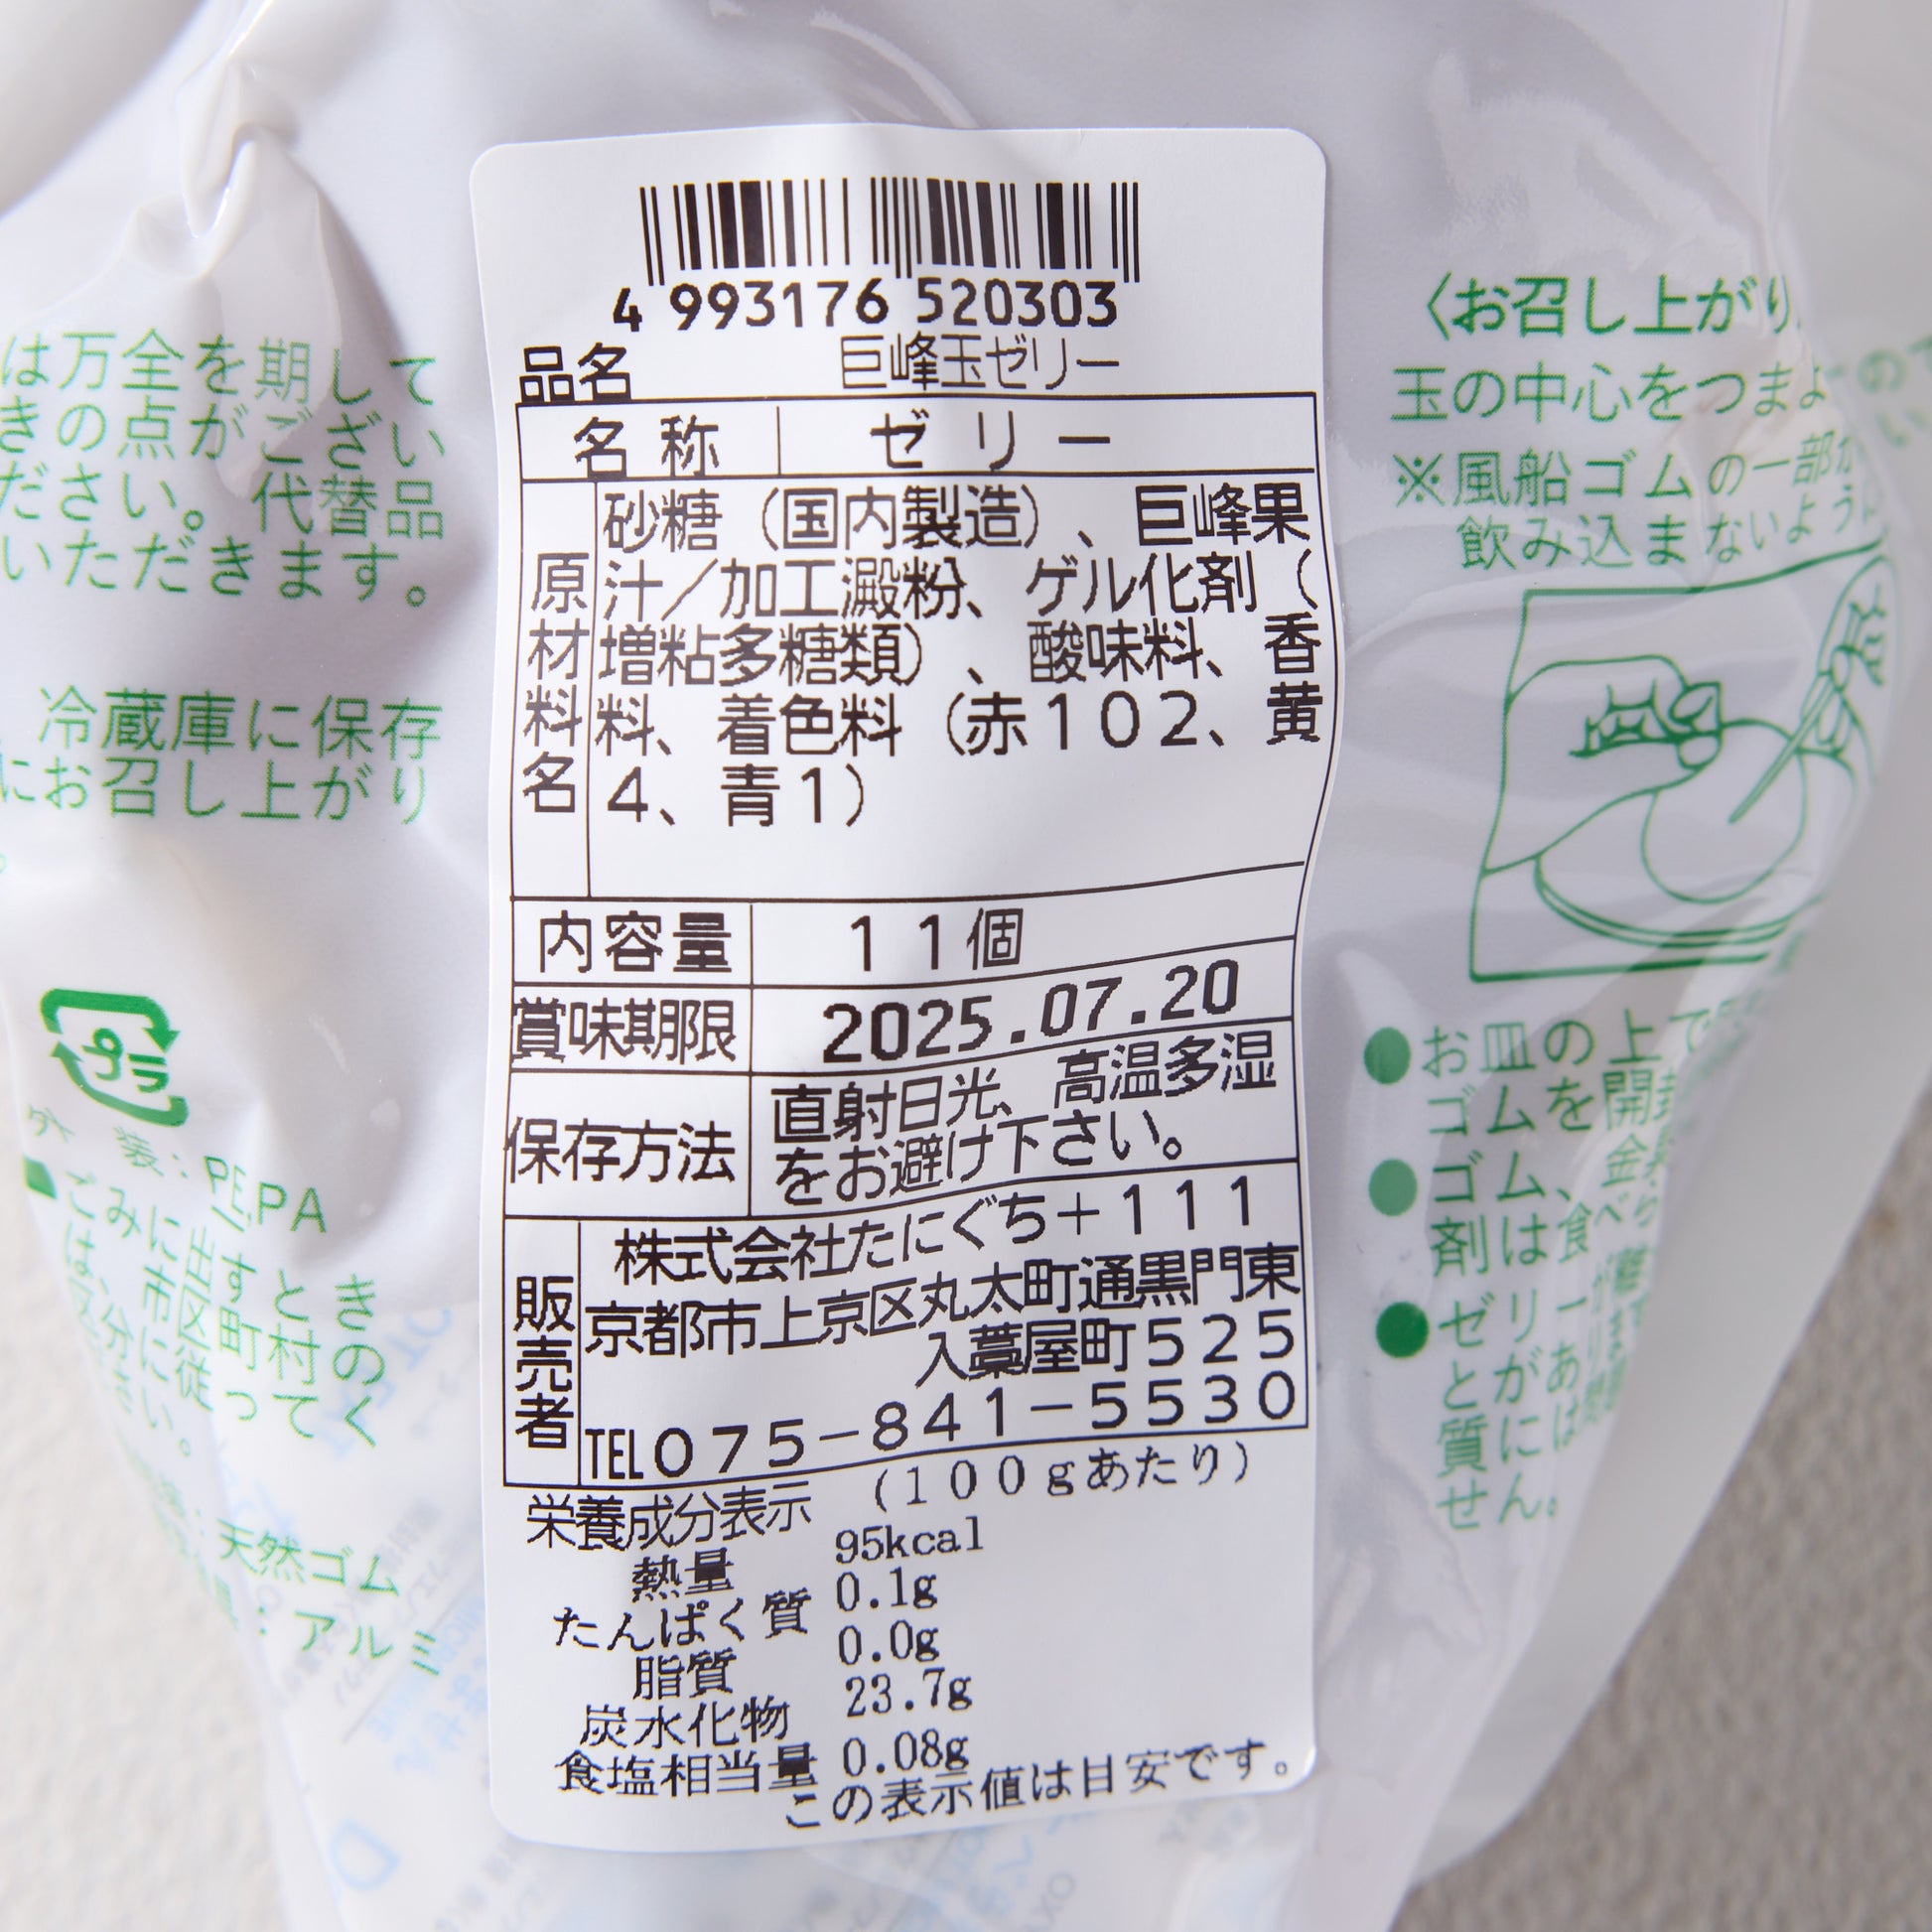 4 993176 520303
品名 巨峰玉ゼリー
名称 ゼリー
原材料名
砂糖（国内製造）、巨峰果
汁／加工澱粉、ゲル化剤（
増粘多糖類）、酸味料、香
料、着色料（赤１０２、黄
４、青１）
内容量 １１個
賞味期限 2025.07.20
保存方法
直射日光、高温多湿
をお避け下さい。
販売者
株式会社たにぐち＋１１１
京都市上京区丸太町通黒門東
入藁屋町５２５
TEL０７５－８４１－５５３０
栄養成分表示 (１００ｇあたり)
熱量 95kcal
たんぱく質 0.1g
脂質 0.0g
炭水化物 23.7g
食塩相当量 0.08g
この表示値は目安です。
は万全を期して
きの点がござい
ださい。代替品
いただきます。
冷蔵庫に保存
にお召し上がり
プラ
外装：PE,PA
ごみに出すときは、市区町村の
区分に従ってく
さい。
天然ゴム
：アルミ
〈お召し上がり
玉の中心をつまよ
※風船ゴムの一部が
飲み込まないよう
お皿の上で
ゴムを開封
ゴム、金
剤は食べ
ゼリー
とがあ
質には
せん。